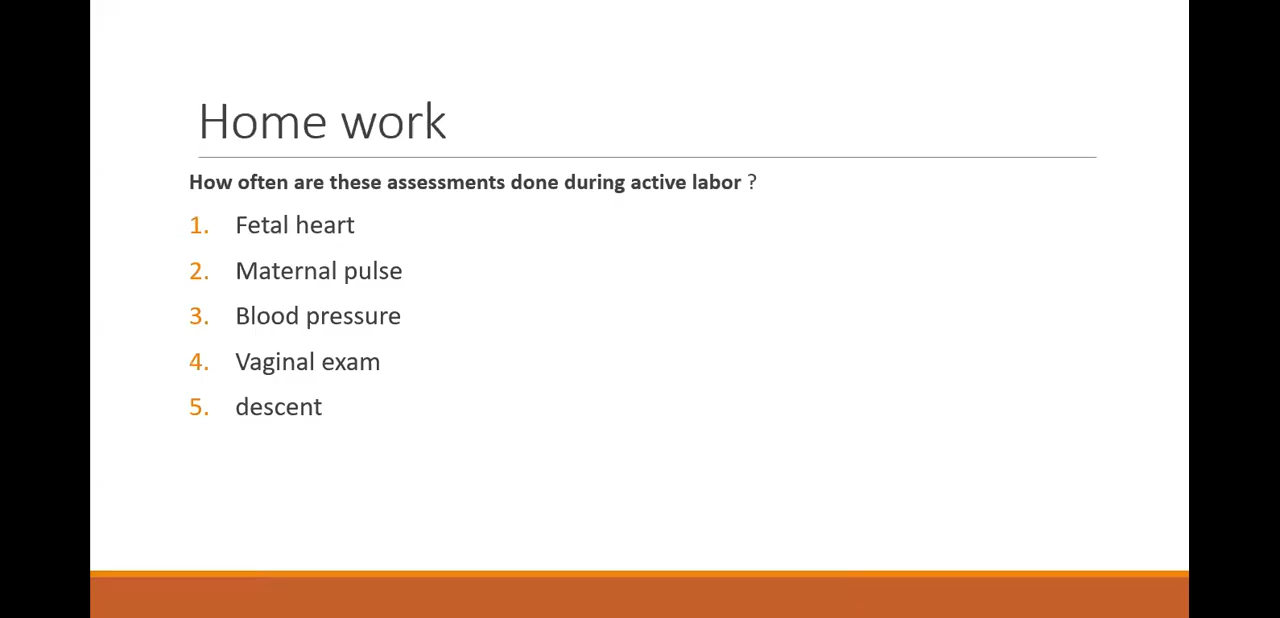 Home work
How often are these assessments done during active labor ?
1. Fetal heart
2. Maternal pulse
3. Blood pressure
4. Vaginal exam
5. descent